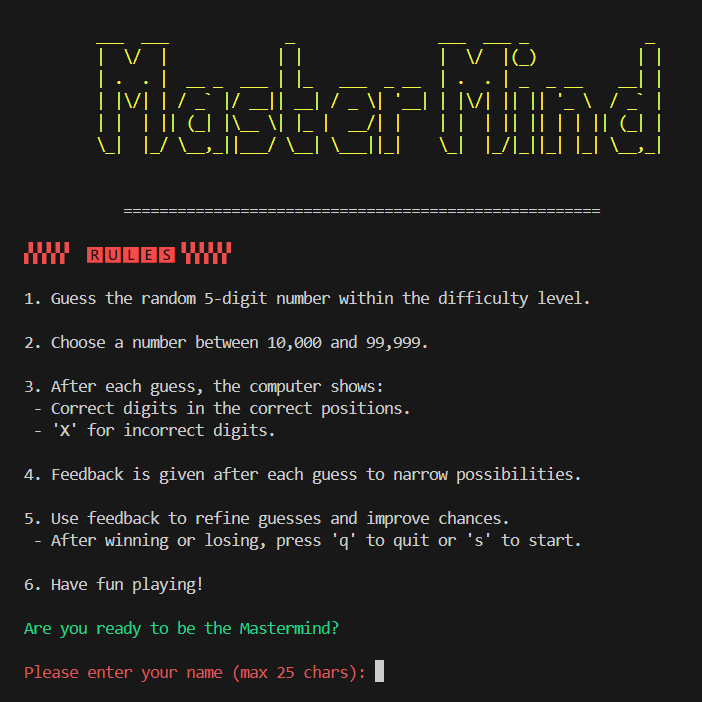 Master Mind
=====================================================
RULES
1. Guess the random 5-digit number within the difficulty level.
2. Choose a number between 10,000 and 99,999.
3. After each guess, the computer shows:
- Correct digits in the correct positions.
- 'X' for incorrect digits.
4. Feedback is given after each guess to narrow possibilities.
5. Use feedback to refine guesses and improve chances.
- After winning or losing, press 'q' to quit or 's' to start.
6. Have fun playing!
Are you ready to be the Mastermind?
Please enter your name (max 25 chars):